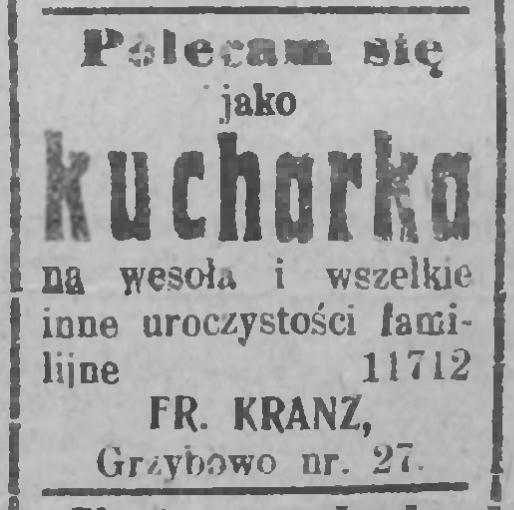 Polecam się
jako
kucharka
na wesoła i wszelkie
inne uroczystości fami-
lijne 11712
FR. KRANZ,
Grzybowo nr. 27.